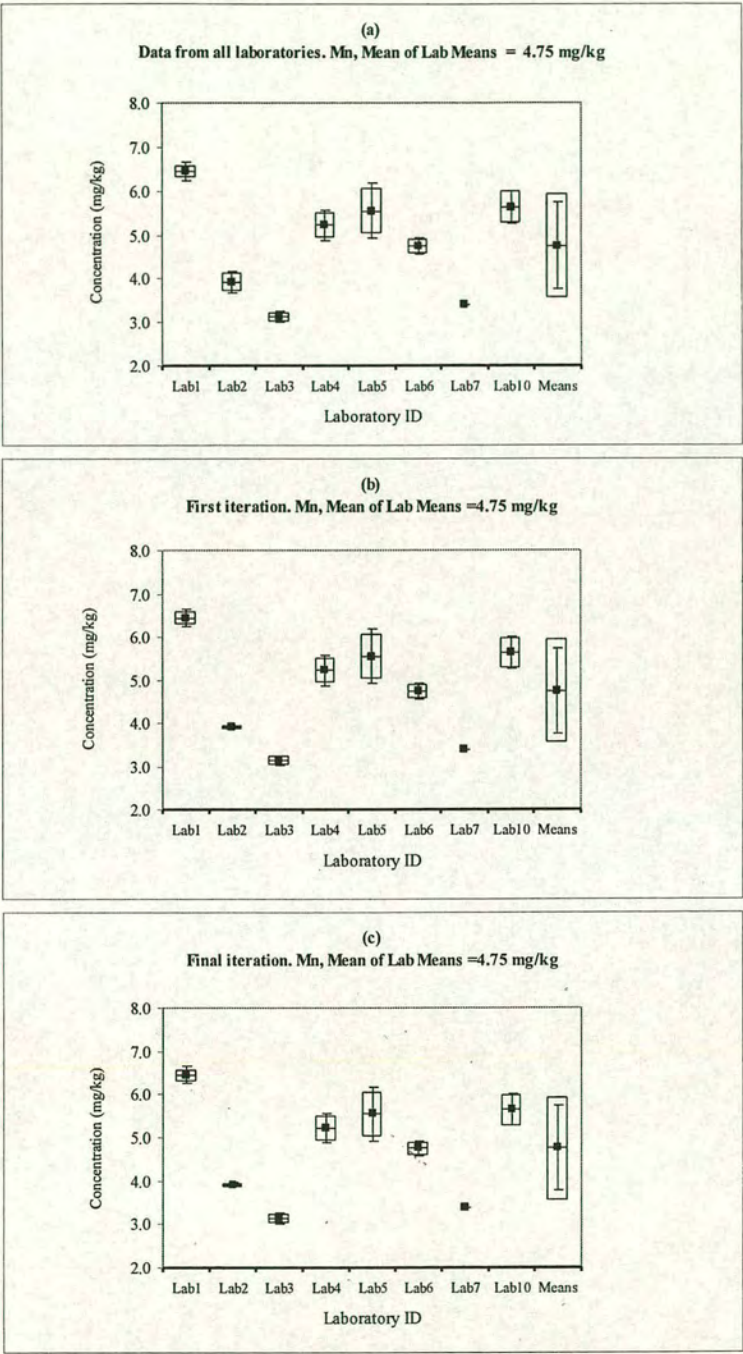 (a)
Data from all laboratories. Mn, Mean of Lab Means = 4.75 mg/kg
8.0
7.0
6.0
5.0
4.0
3.0
2.0
Concentration (mg/kg)
Lab1 Lab2 Lab3 Lab4 Lab5 Lab6 Lab7 Lab10 Means
Laboratory ID
(b)
First iteration. Mn, Mean of Lab Means =4.75 mg/kg
8.0
7.0
6.0
5.0
4.0
3.0
2.0
Concentration (mg/kg)
Lab1 Lab2 Lab3 Lab4 Lab5 Lab6 Lab7 Lab10 Means
Laboratory ID
(c)
Final iteration. Mn, Mean of Lab Means =4.75 mg/kg
8.0
7.0
6.0
5.0
4.0
3.0
2.0
Concentration (mg/kg)
Lab1 Lab2 Lab3 Lab4 Lab5 Lab6 Lab7 Lab10 Means
Laboratory ID